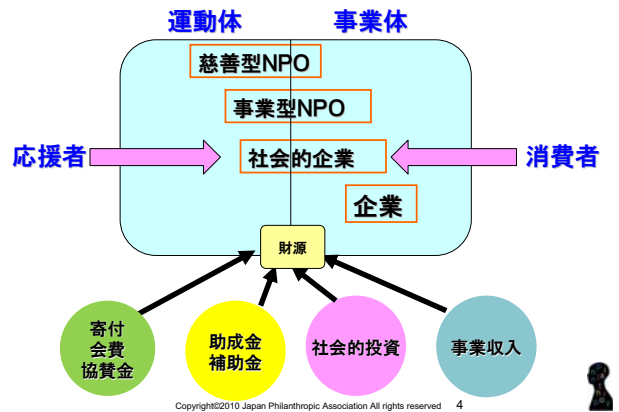 運動体 事業体
慈善型NPO
事業型NPO
応援者
社会的企業
消費者
企業
財源
寄付
会費
協賛金
助成金
補助金
社会的投資
事業収入
Copyright©2010 Japan Philanthropic Association All rights reserved 4